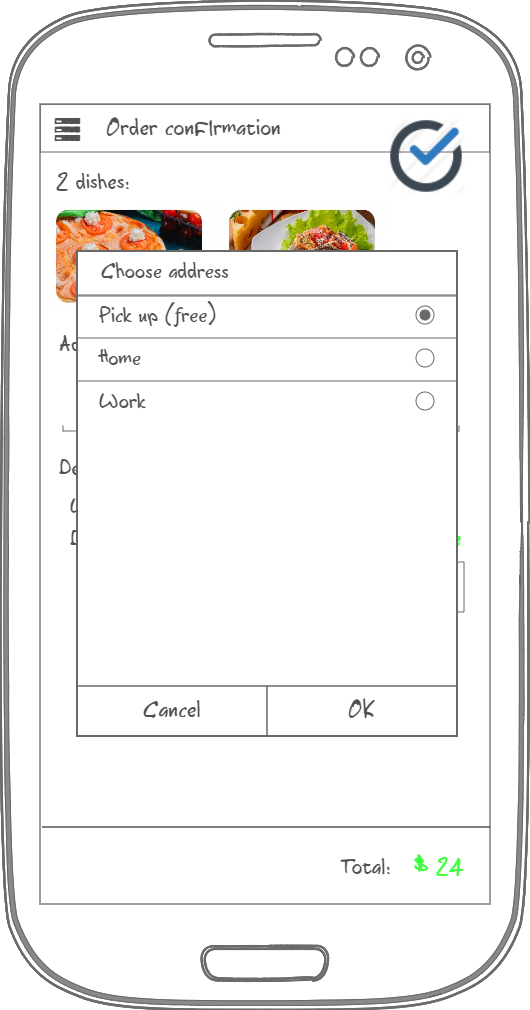 Order conFIrmation
2 dishes:
Choose address
Pick up (free)
Home
Work
Cancel
OK
Total: $ 24